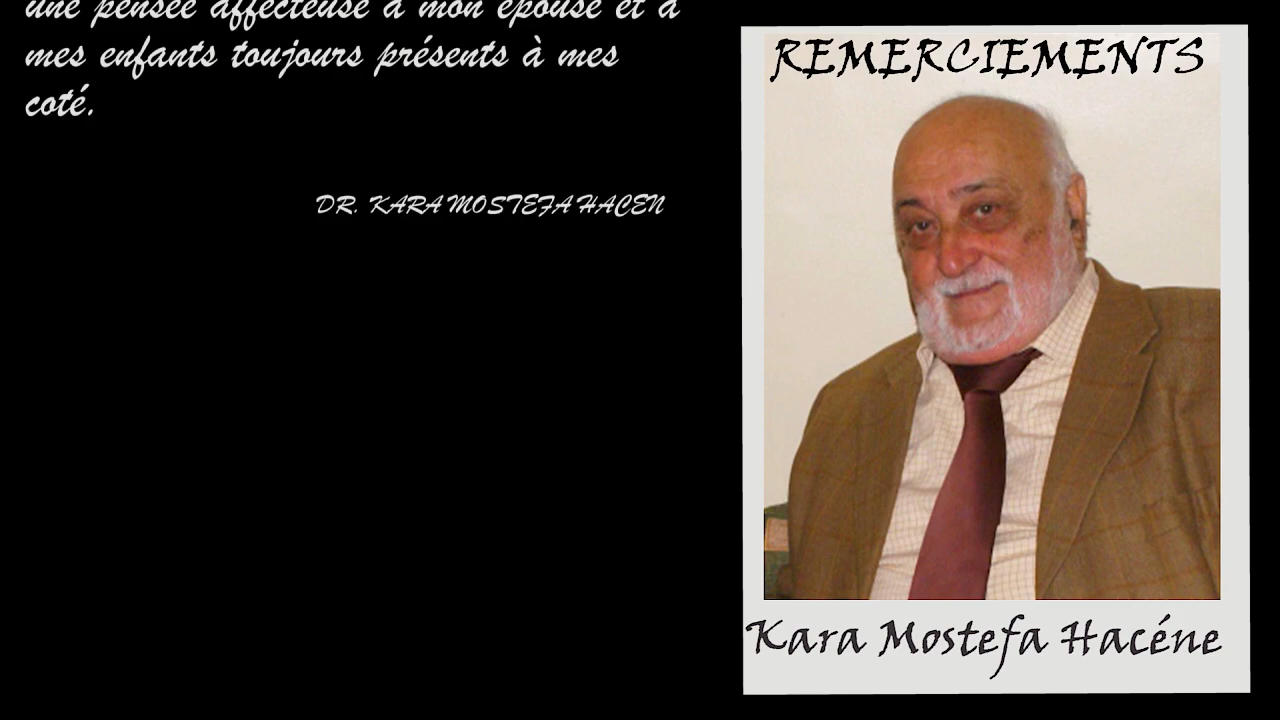 une pensée affecteuse à mon épouse et à
mes enfants toujours présents à mes
coté.
DR. KARA MOSTEFA HACEN
REMERCIEMENTS
Kara Mostefa Hacéne